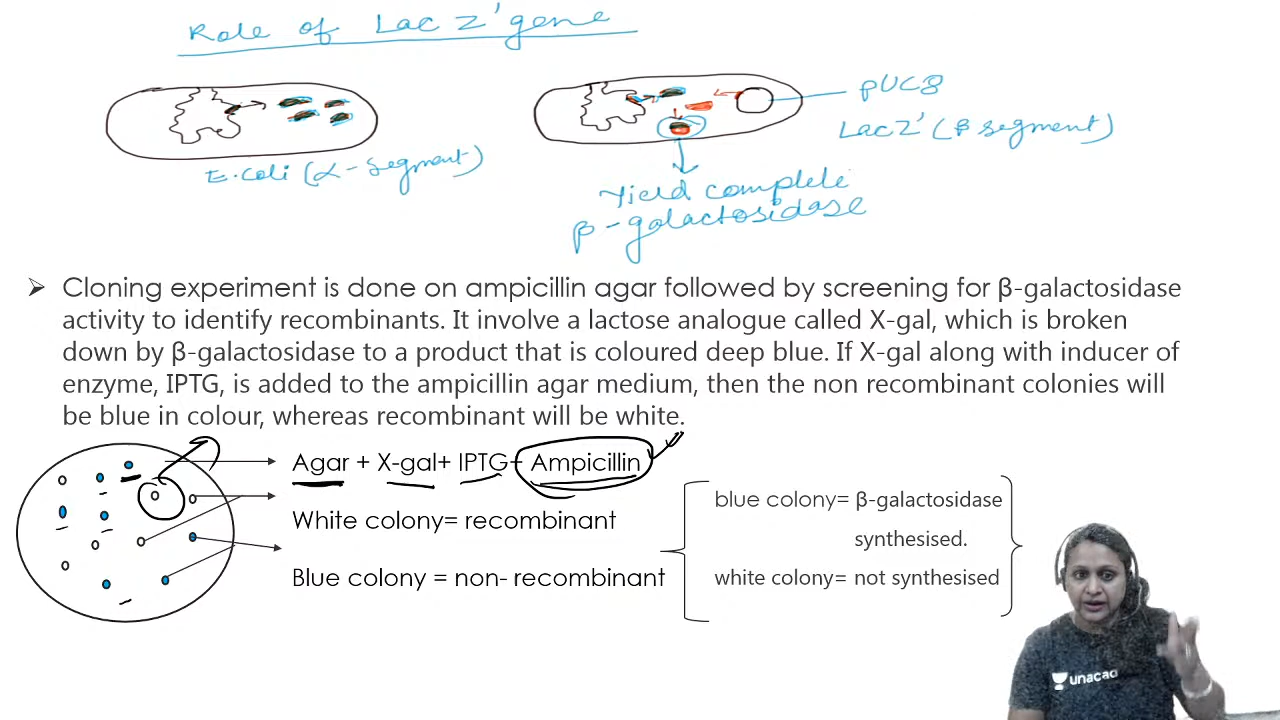 Role of Lac Z' gene
pUC8
Lac Z' (β segment)
E.coli (α-segment)
Yield complete
β-galactosidase
➢ Cloning experiment is done on ampicillin agar followed by screening for β-galactosidase
activity to identify recombinants. It involve a lactose analogue called X-gal, which is broken
down by β-galactosidase to a product that is coloured deep blue. If X-gal along with inducer of
enzyme, IPTG, is added to the ampicillin agar medium, then the non recombinant colonies will
be blue in colour, whereas recombinant will be white.
Agar + X-gal+ IPTG+ Ampicillin
White colony= recombinant
Blue colony = non- recombinant
blue colony= β-galactosidase
synthesised.
white colony= not synthesised
unacad